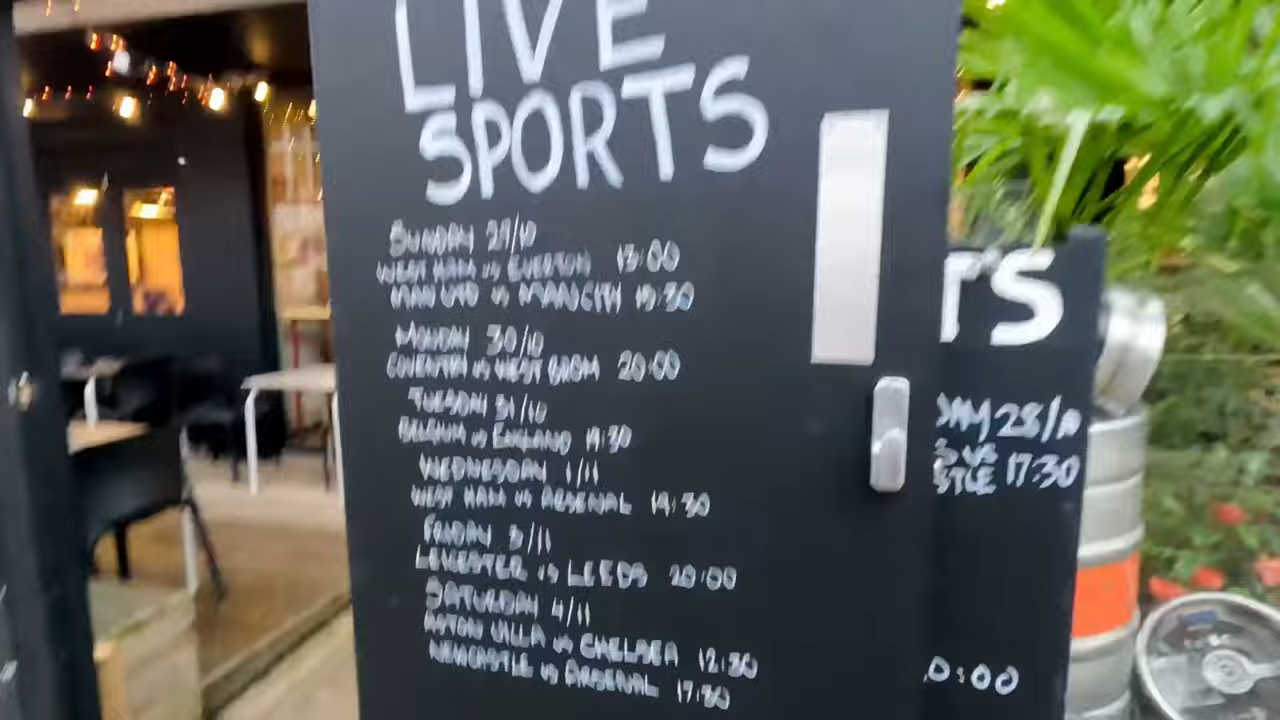 LIVE
SPORTS
SUNDAY 29/10
WEST HAM vs EVERTON 13:00
MAN UTD vs MAN CITY 15:30
MONDAY 30/10
COVENTRY vs WEST BROM 20:00
TUESDAY 31/10
BELGIUM vs ENGLAND 19:30
WEDNESDAY 1/11
WEST HAM vs ARSENAL 19:30
FRIDAY 3/11
LEICESTER vs LEEDS 20:00
SATURDAY 4/11
ASTON VILLA vs CHELSEA 12:30
NEWCASTLE vs ARSENAL 17:30
TS
DAY 28/10
S VS
STLE 17:30
0:00